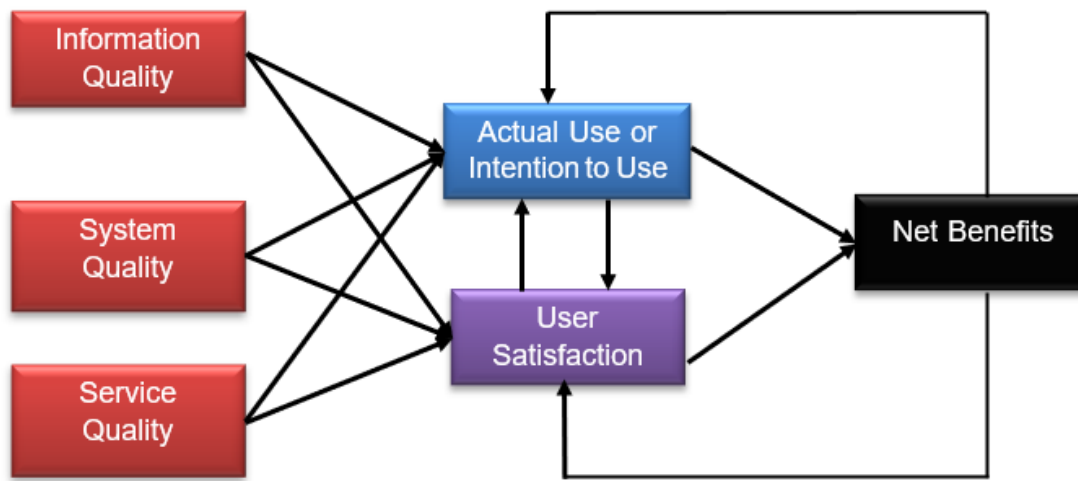 Information
Quality
System
Quality
Service
Quality
Actual Use or
Intention to Use
User
Satisfaction
Net Benefits